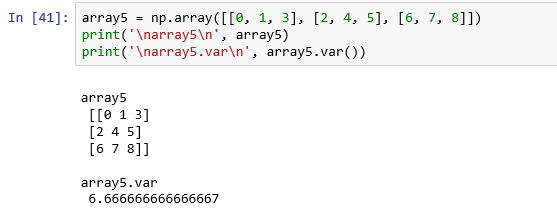 In [41]: array5 = np.array([[0, 1, 3], [2, 4, 5], [6, 7, 8]])
print('\narray5\n', array5)
print('\narray5.var\n', array5.var())
array5
[[0 1 3]
[2 4 5]
[6 7 8]]
array5.var
6.666666666666667